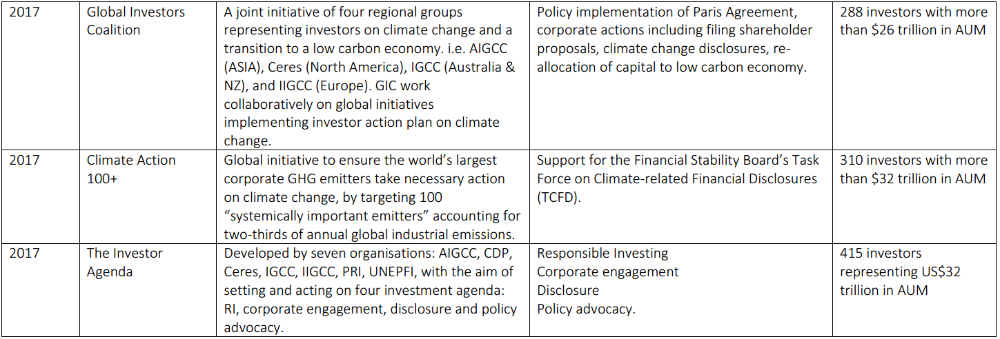 2017
Global Investors
Coalition
A joint initiative of four regional groups
representing investors on climate change and a
transition to a low carbon economy. i.e. AIGCC
(ASIA), Ceres (North America), IGCC (Australia &
NZ), and IIGCC (Europe). GIC work
collaboratively on global initiatives
implementing investor action plan on climate
change.
Policy implementation of Paris Agreement,
corporate actions including filing shareholder
proposals, climate change disclosures, re-
allocation of capital to low carbon economy.
288 investors with more
than $26 trillion in AUM
2017
Climate Action
100+
Global initiative to ensure the world’s largest
corporate GHG emitters take necessary action
on climate change, by targeting 100
“systemically important emitters” accounting for
two-thirds of annual global industrial emissions.
Support for the Financial Stability Board’s Task
Force on Climate-related Financial Disclosures
(TCFD).
310 investors with more
than $32 trillion in AUM
2017
The Investor
Agenda
Developed by seven organisations: AIGCC, CDP,
Ceres, IGCC, IIGCC, PRI, UNEPFI, with the aim of
setting and acting on four investment agenda:
RI, corporate engagement, disclosure and policy
advocacy.
Responsible Investing
Corporate engagement
Disclosure
Policy advocacy.
415 investors
representing US$32
trillion in AUM